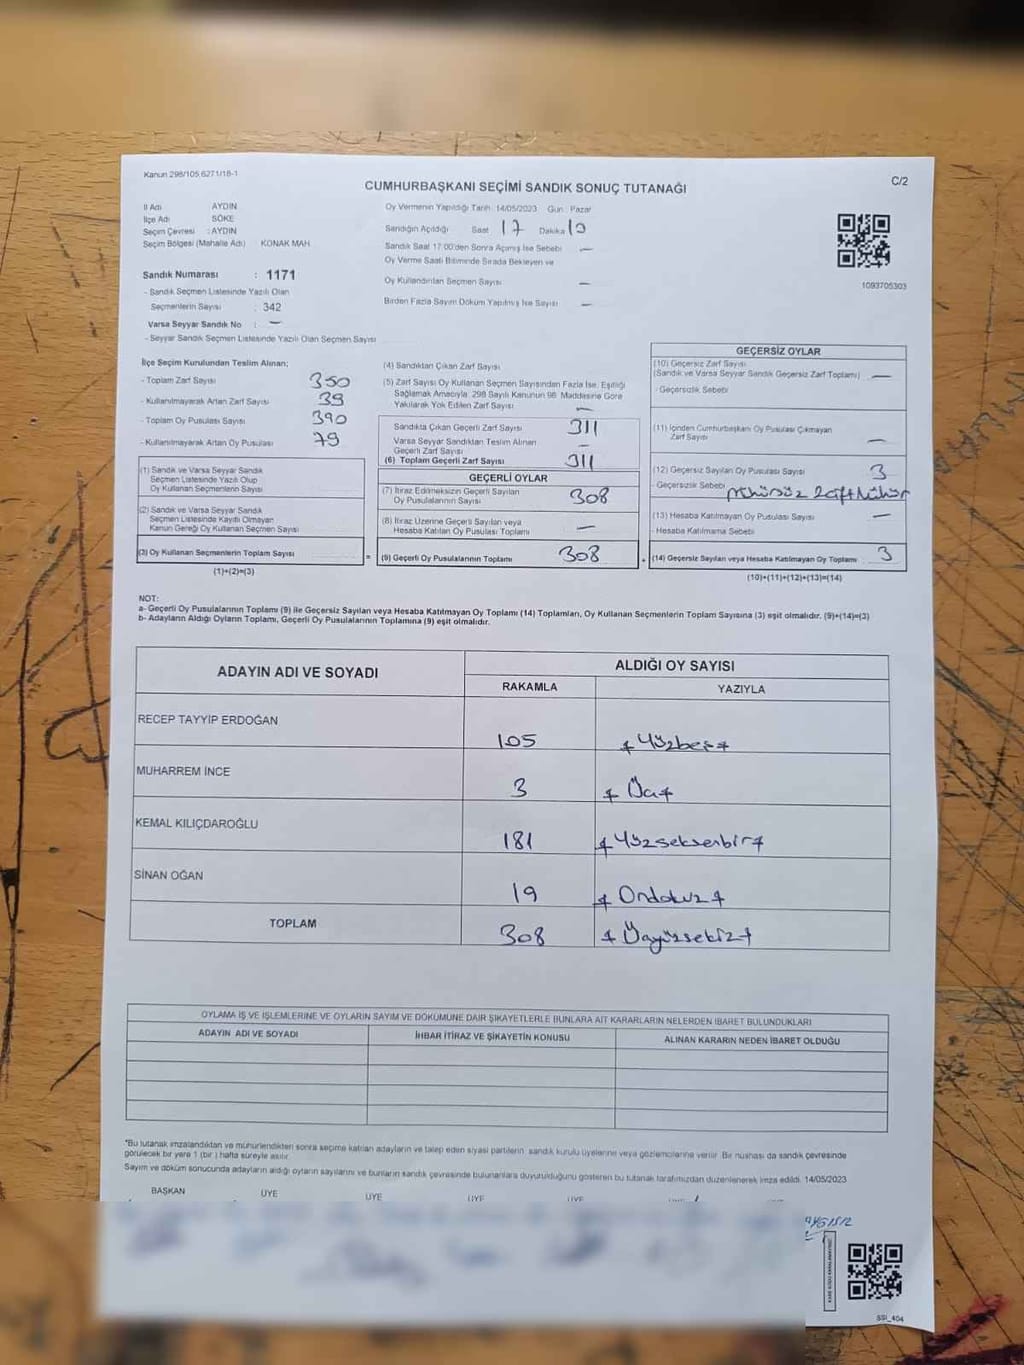 Kanun 298/105,6271/18-1
C/2
CUMHURBAŞKANI SEÇİMİ SANDIK SONUÇ TUTANAĞI
İl Adı AYDIN
İlçe Adı SÖKE
Seçim Çevresi : AYDIN
Seçim Bölgesi (Mahalle Adı) KONAK MAH
Sandık Numarası : 1171
- Sandık Seçmen Listesinde Yazılı Olan
Seçmenlerin Sayısı : 342
Varsa Seyyar Sandık No : —
- Seyyar Sandık Seçmen Listesinde Yazılı Olan Seçmen Sayısı
Oy Vermenin Yapıldığı Tarih: 14/05/2023 Gün : Pazar
Sandığın Açıldığı Saat 17 Dakika
Sandık Saat 17:00'den Sonra Açılmış İse Sebebi —
Oy Verme Saati Bitiminde Sırada Bekleyen ve
Oy Kullandırılan Seçmen Sayısı —
Birden Fazla Sayım Döküm Yapılmış İse Sayısı —
1093705303
İlçe Seçim Kurulundan Teslim Alınan;
- Toplam Zarf Sayısı 350
- Kullanılmayarak Artan Zarf Sayısı 39
- Toplam Oy Pusulası Sayısı 390
- Kullanılmayarak Artan Oy Pusulası 79
(1) Sandık ve Varsa Seyyar Sandık
Seçmen Listesinde Yazılı Olup
Oy Kullanan Seçmenlerin Sayısı
(2) Sandık ve Varsa Seyyar Sandık
Seçmen Listesinde Kayıtlı Olmayan
Kanun Gereği Oy Kullanan Seçmen Sayısı
(3) Oy Kullanan Seçmenlerin Toplam Sayısı =
(1)+(2)=(3)
(4) Sandıktan Çıkan Zarf Sayısı
(5) Zarf Sayısı Oy Kullanan Seçmen Sayısından Fazla İse, Eşitliği
Sağlamak Amacıyla 298 Sayılı Kanunun 98. Maddesine Göre
Yakılarak Yok Edilen Zarf Sayısı —
Sandıkta Çıkan Geçerli Zarf Sayısı 311
Varsa Seyyar Sandıktan Teslim Alınan
Geçerli Zarf Sayısı —
(6) Toplam Geçerli Zarf Sayısı 311
GEÇERLİ OYLAR
(7) İtiraz Edilmeksizin Geçerli Sayılan
Oy Pusulalarının Sayısı 308
(8) İtiraz Üzerine Geçerli Sayılan veya
Hesaba Katılan Oy Pusulaları Toplamı —
(9) Geçerli Oy Pusulalarının Toplamı 308 +
GEÇERSİZ OYLAR
(10) Geçersiz Zarf Sayısı
(Sandık ve Varsa Seyyar Sandık Geçersiz Zarf Toplamı) —
- Geçersizlik Sebebi
(11) İçinden Cumhurbaşkanı Oy Pusulası Çıkmayan
Zarf Sayısı —
(12) Geçersiz Sayılan Oy Pusulası Sayısı 3
- Geçersizlik Sebebi mühürsüz 2 çift mühür
(13) Hesaba Katılmayan Oy Pusulası Sayısı —
- Hesaba Katılmama Sebebi
(14) Geçersiz Sayılan veya Hesaba Katılmayan Oy Toplamı 3
(10)+(11)+(12)+(13)=(14)
NOT:
a- Geçerli Oy Pusulalarının Toplamı (9) ile Geçersiz Sayılan veya Hesaba Katılmayan Oy Toplamı (14) Toplamları, Oy Kullanan Seçmenlerin Toplam Sayısına (3) eşit olmalıdır. (9)+(14)=(3)
b- Adayların Aldığı Oyların Toplamı, Geçerli Oy Pusulalarının Toplamına (9) eşit olmalıdır.
ADAYIN ADI VE SOYADI
ALDIĞI OY SAYISI
RAKAMLA YAZIYLA
RECEP TAYYİP ERDOĞAN 105 + Yüzbeş +
MUHARREM İNCE 3 + Üç +
KEMAL KILIÇDAROĞLU 181 + Yüzseksenbir +
SİNAN OĞAN 19 + Ondokuz +
TOPLAM 308 + Üçyüzsekiz +
OYLAMA İŞ VE İŞLEMLERİNE VE OYLARIN SAYIM VE DÖKÜMÜNE DAİR ŞİKAYETLERLE BUNLARA AİT KARARLARIN NELERDEN İBARET BULUNDUKLARI
ADAYIN ADI VE SOYADI İHBAR İTİRAZ VE ŞİKAYETİN KONUSU ALINAN KARARIN NEDEN İBARET OLDUĞU
*Bu tutanak imzalandıktan ve mühürlendikten sonra seçime katılan adayların ve talep eden siyasi partilerin sandık kurulu üyelerine veya gözlemcilerine verilir. Bir nüshası da sandık çevresinde
görülecek bir yere 1 (bir ) hafta süreyle asılır.
Sayım ve döküm sonucunda adayların aldığı oyların sayılarını ve bunların sandık çevresinde bulunanlara duyurulduğunu gösteren bu tutanak tarafımızdan düzenlenerek imza edildi. 14/05/2023
BAŞKAN ÜYE ÜYE ÜYE ÜYE
SSI_404